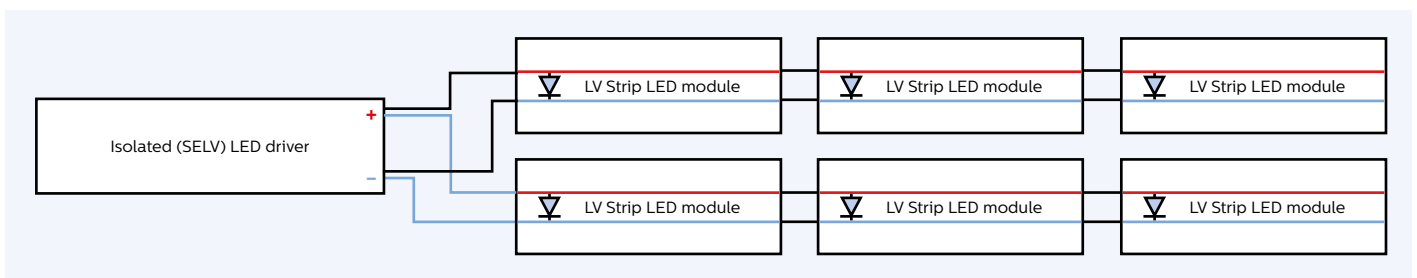 LV Strip LED module
LV Strip LED module
LV Strip LED module
+
Isolated (SELV) LED driver
–
LV Strip LED module
LV Strip LED module
LV Strip LED module